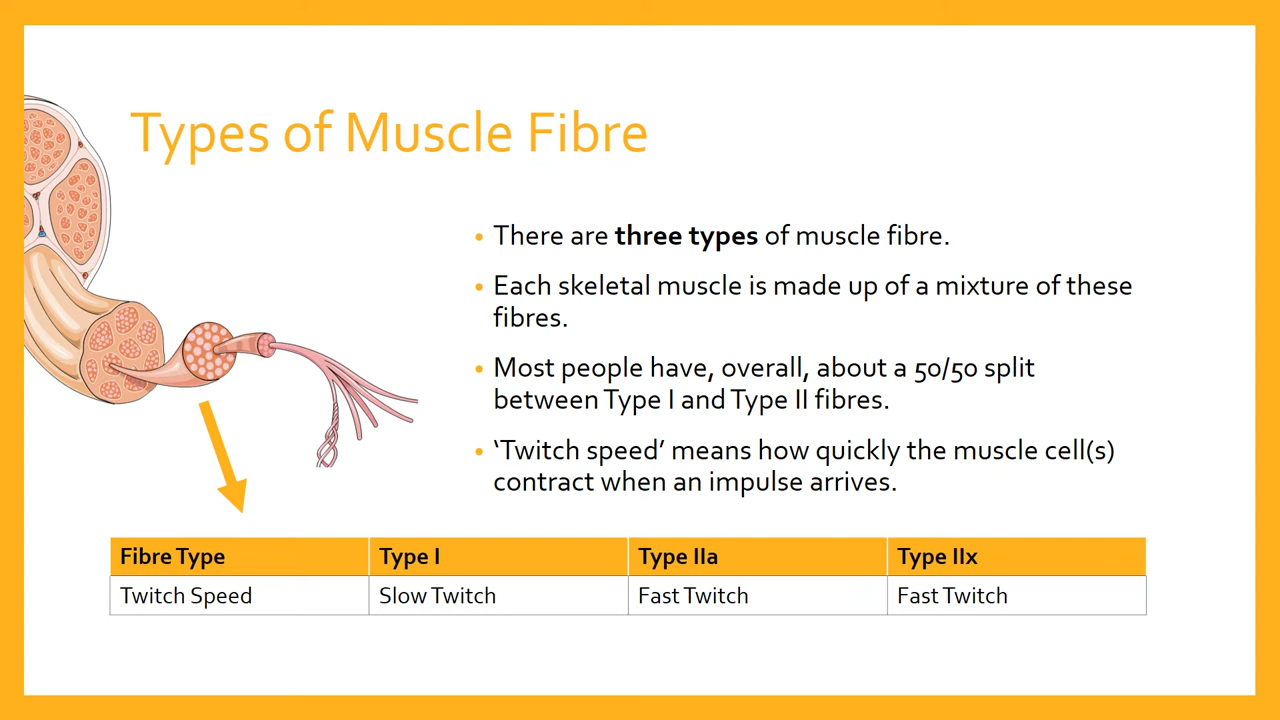 Types of Muscle Fibre
• There are three types of muscle fibre.
• Each skeletal muscle is made up of a mixture of these
fibres.
• Most people have, overall, about a 50/50 split
between Type I and Type II fibres.
• ‘Twitch speed’ means how quickly the muscle cell(s)
contract when an impulse arrives.
Fibre Type Type I Type IIa Type IIx
Twitch Speed Slow Twitch Fast Twitch Fast Twitch